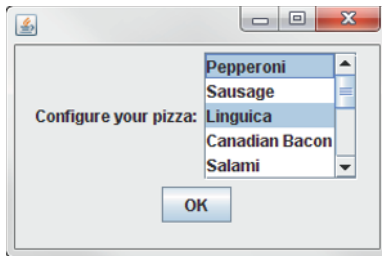 Pepperoni
Sausage
Configure your pizza: Linguica
Canadian Bacon
Salami
OK